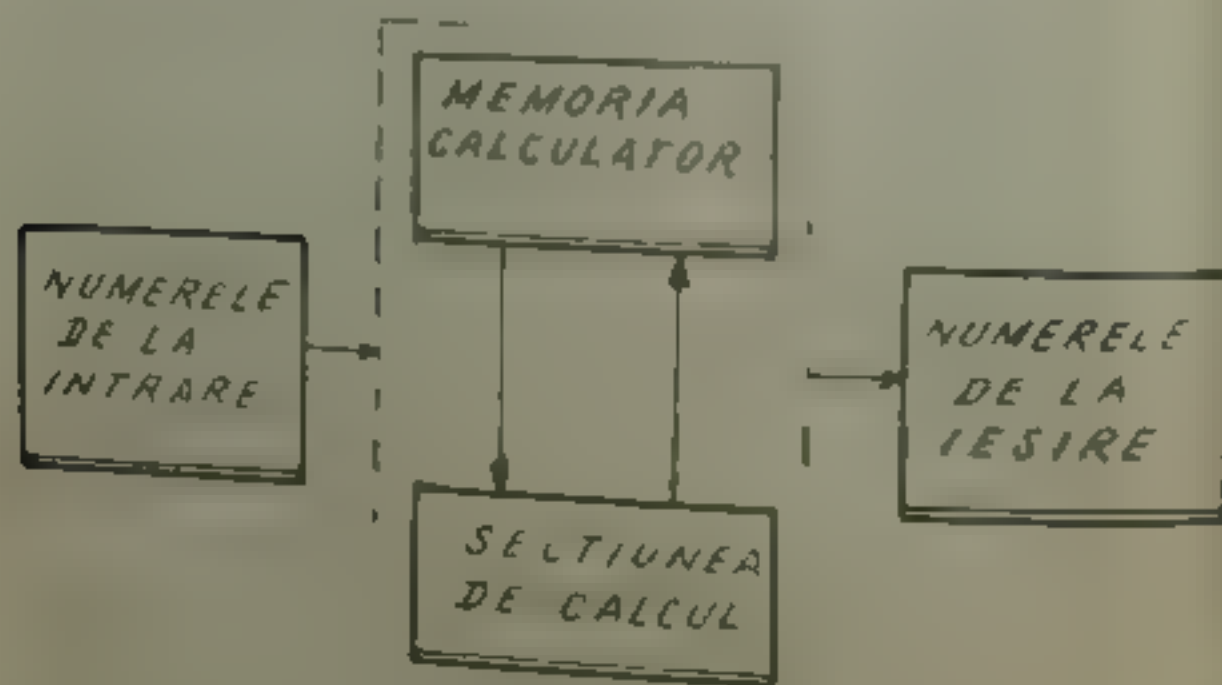 MEMORIA
CALCULATOR
NUMERELE
DE LA
INTRARE
NUMERELE
DE LA
IESIRE
SECTIUNEA
DE CALCUL